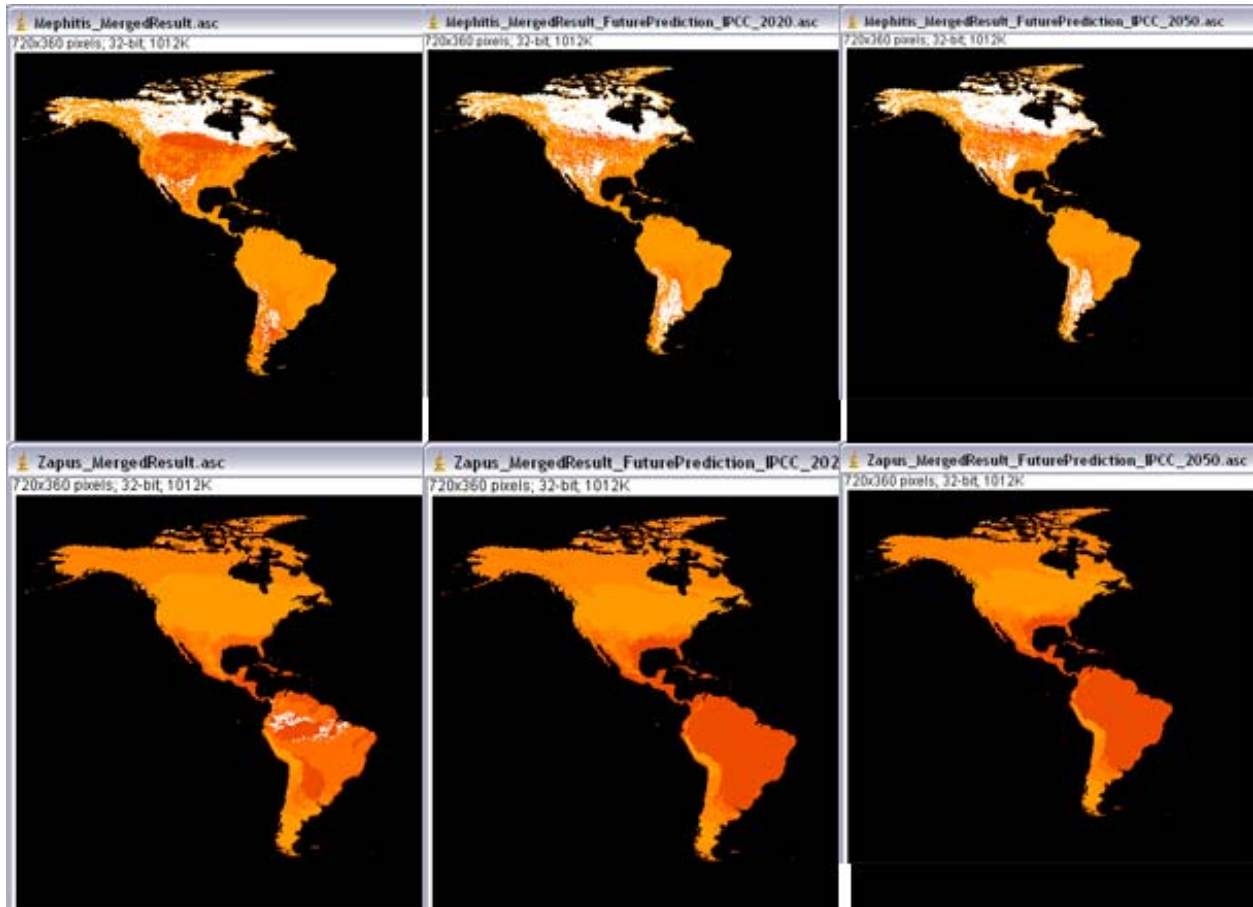 Mephitis_MergedResult.asc
720x360 pixels; 32-bit; 1012K
Mephitis_MergedResult_FuturePrediction_IPCC_2020.asc
720x360 pixels; 32-bit; 1012K
Mephitis_MergedResult_FuturePrediction_IPCC_2050.asc
720x360 pixels; 32-bit; 1012K
Zapus_MergedResult.asc
720x360 pixels; 32-bit; 1012K
Zapus_MergedResult_FuturePrediction_IPCC_202
720x360 pixels; 32-bit; 1012K
Zapus_MergedResult_FuturePrediction_IPCC_2050.asc
720x360 pixels; 32-bit; 1012K